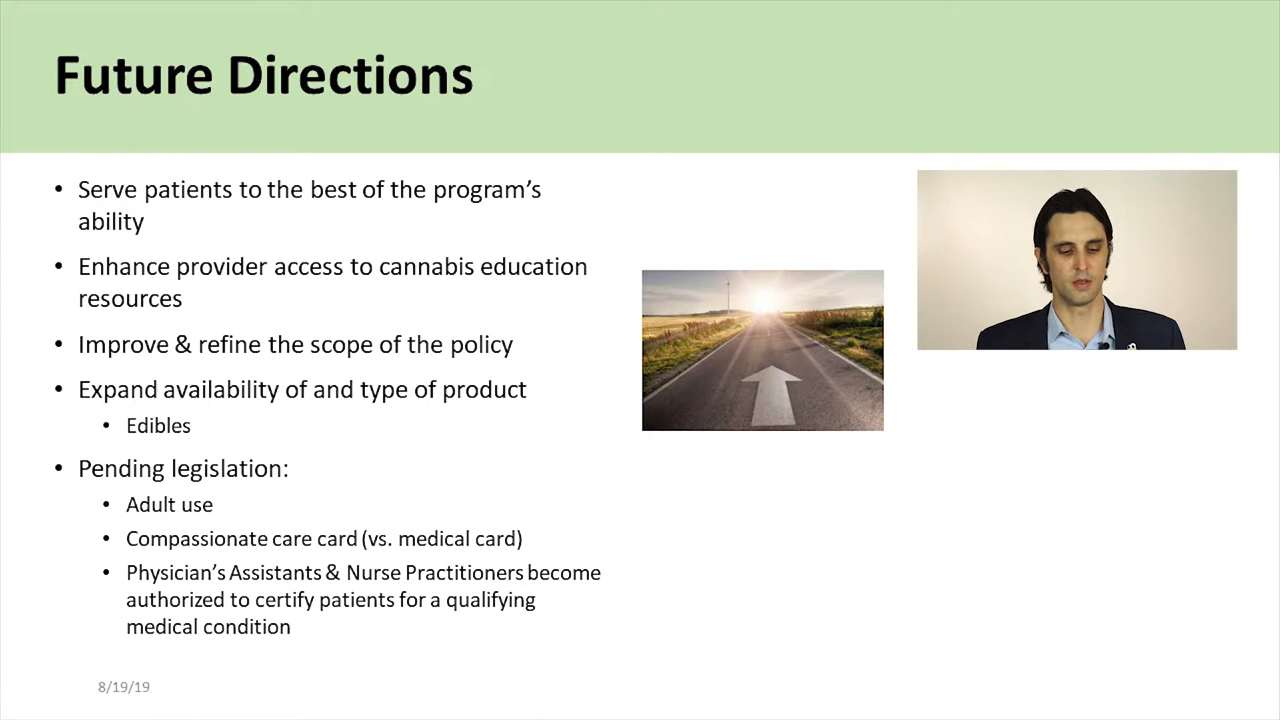 Future Directions
• Serve patients to the best of the program’s
ability
• Enhance provider access to cannabis education
resources
• Improve & refine the scope of the policy
• Expand availability of and type of product
• Edibles
• Pending legislation:
• Adult use
• Compassionate care card (vs. medical card)
• Physician’s Assistants & Nurse Practitioners become
authorized to certify patients for a qualifying
medical condition
8/19/19